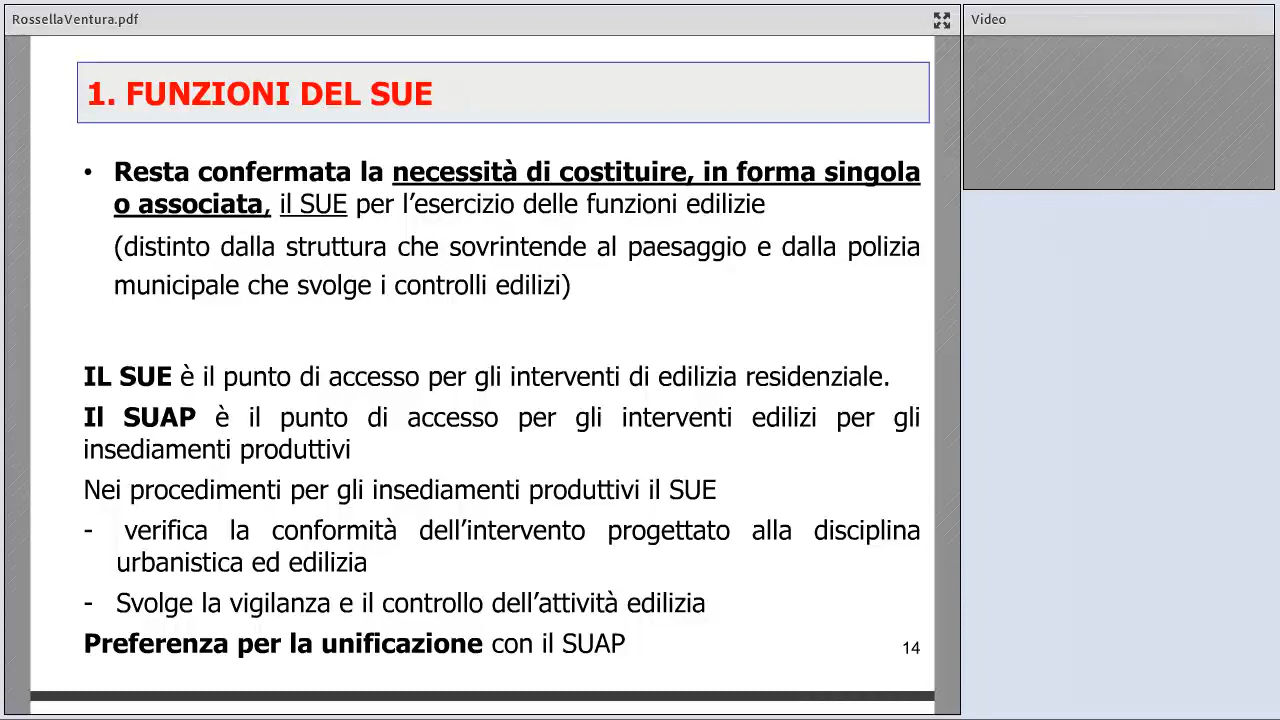 RossellaVentura.pdf
Video
1. FUNZIONI DEL SUE
• Resta confermata la necessità di costituire, in forma singola
o associata, il SUE per l’esercizio delle funzioni edilizie
(distinto dalla struttura che sovrintende al paesaggio e dalla polizia
municipale che svolge i controlli edilizi)
IL SUE è il punto di accesso per gli interventi di edilizia residenziale.
Il SUAP è il punto di accesso per gli interventi edilizi per gli
insediamenti produttivi
Nei procedimenti per gli insediamenti produttivi il SUE
- verifica la conformità dell’intervento progettato alla disciplina
urbanistica ed edilizia
- Svolge la vigilanza e il controllo dell’attività edilizia
Preferenza per la unificazione con il SUAP
14